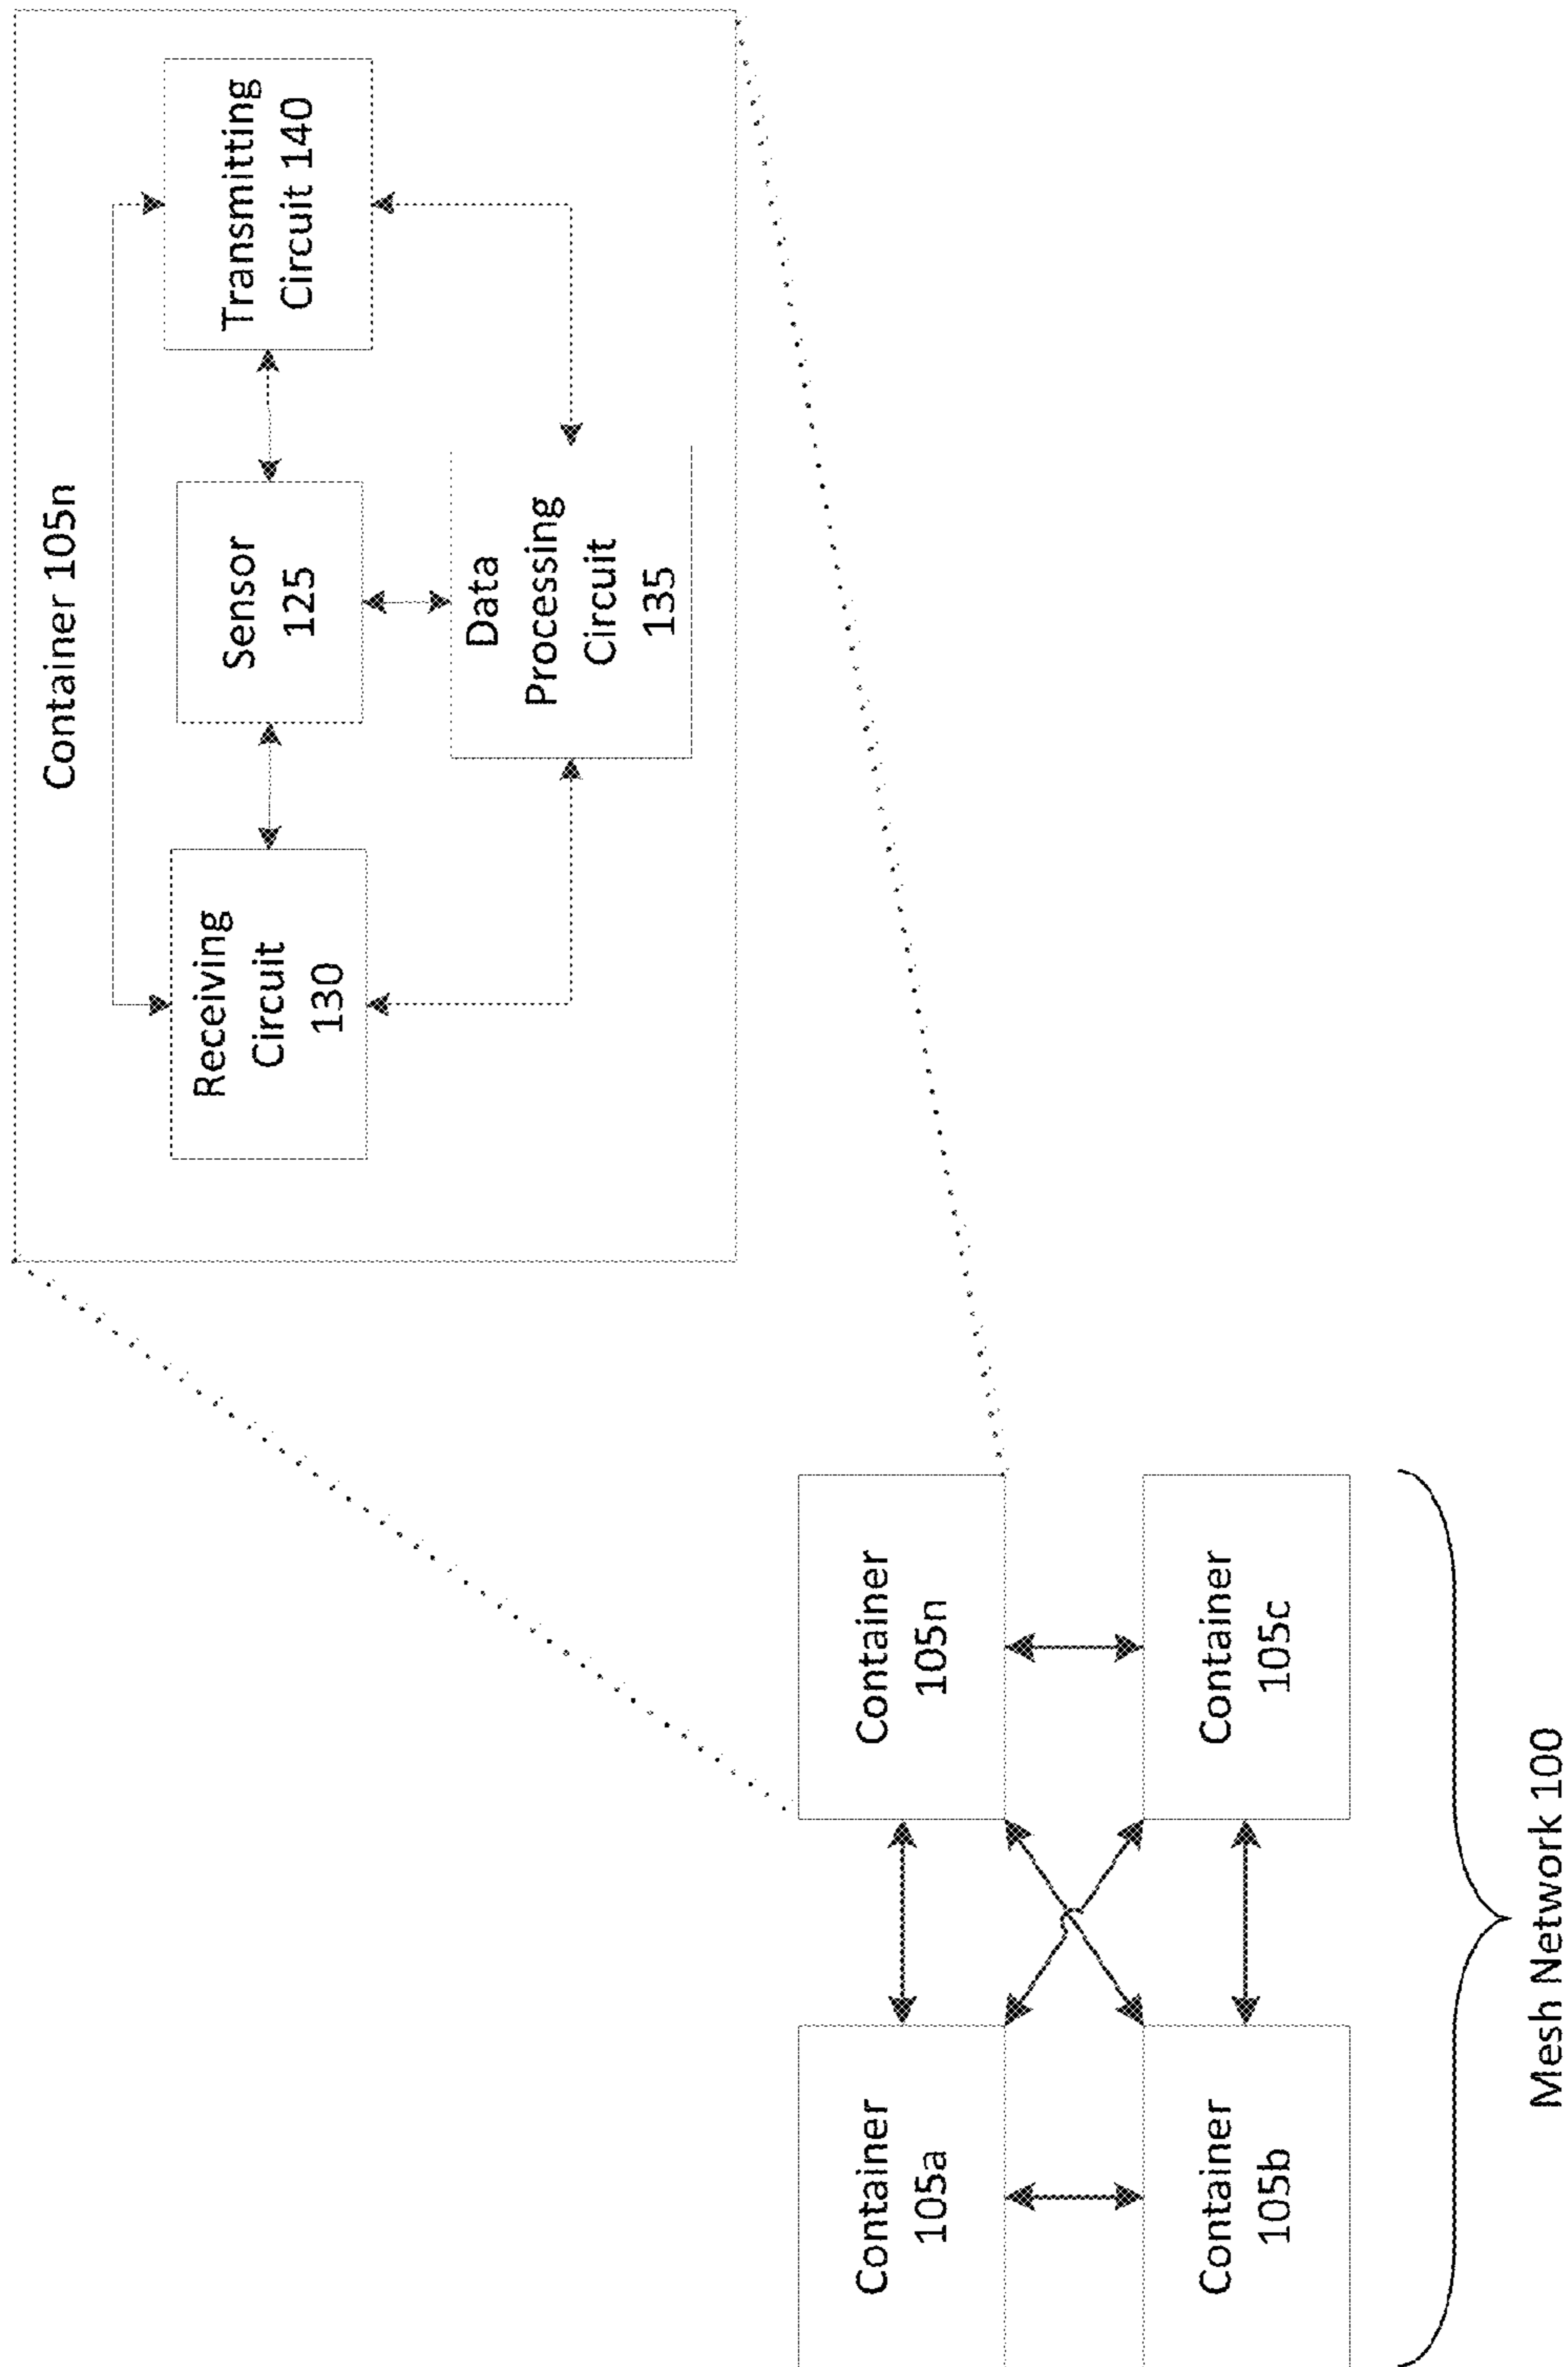 Container 105n
Receiving
Circuit
130
Sensor
125
Transmitting
Circuit 140
Data
Processing
Circuit
135
Container
105a
Container
105n
Container
105b
Container
105c
Mesh Network 100